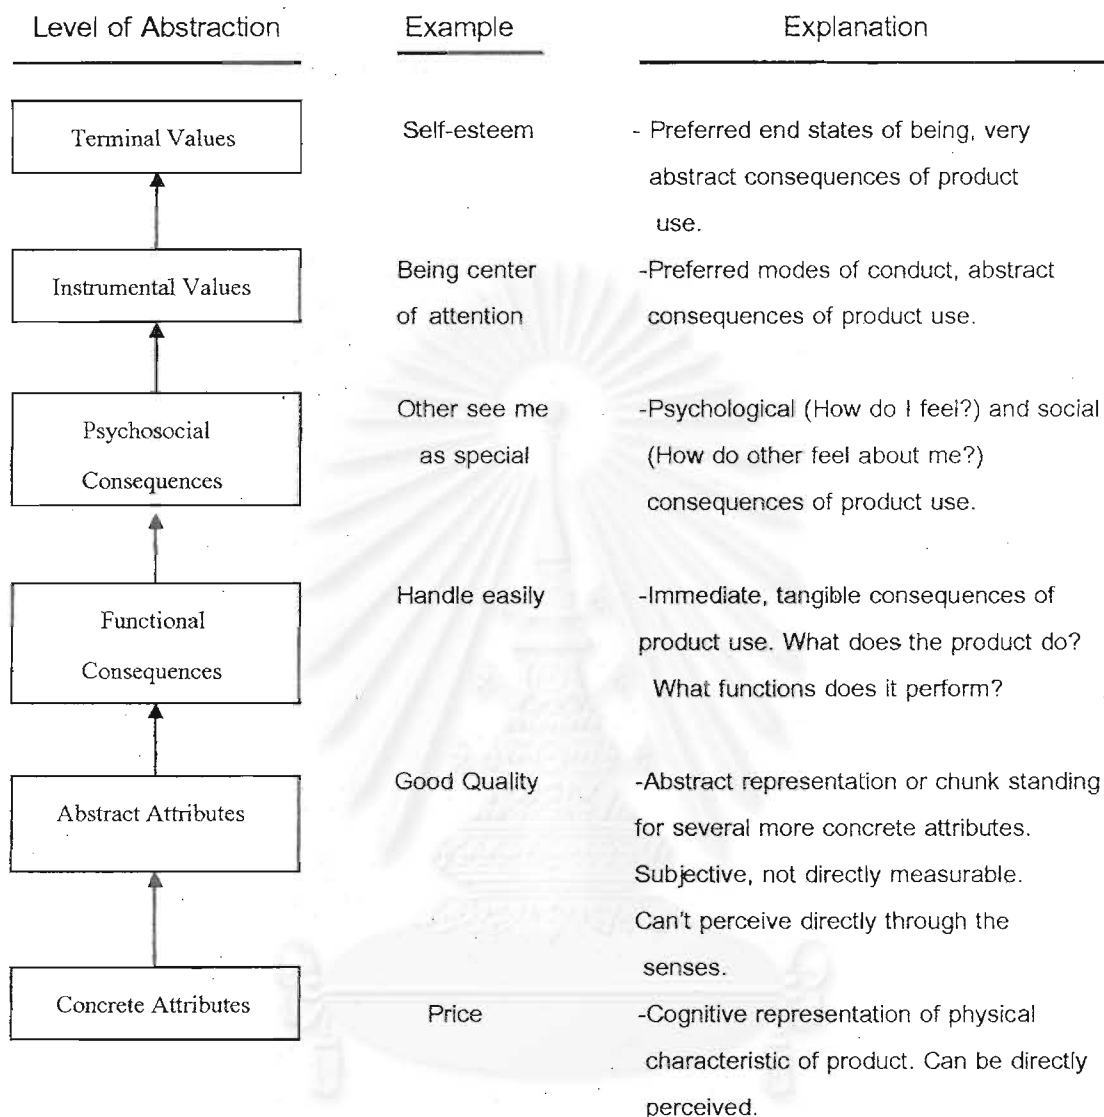 Level of Abstraction Example Explanation
Terminal Values Self-esteem - Preferred end states of being, very
abstract consequences of product
use.
Instrumental Values Being center -Preferred modes of conduct, abstract
of attention consequences of product use.
Psychosocial Other see me -Psychological (How do I feel?) and social
Consequences as special (How do other feel about me?)
consequences of product use.
Functional Handle easily -Immediate, tangible consequences of
Consequences product use. What does the product do?
What functions does it perform?
Abstract Attributes Good Quality -Abstract representation or chunk standing
for several more concrete attributes.
Subjective, not directly measurable.
Can't perceive directly through the
senses.
Concrete Attributes Price -Cognitive representation of physical
characteristic of product. Can be directly
perceived.